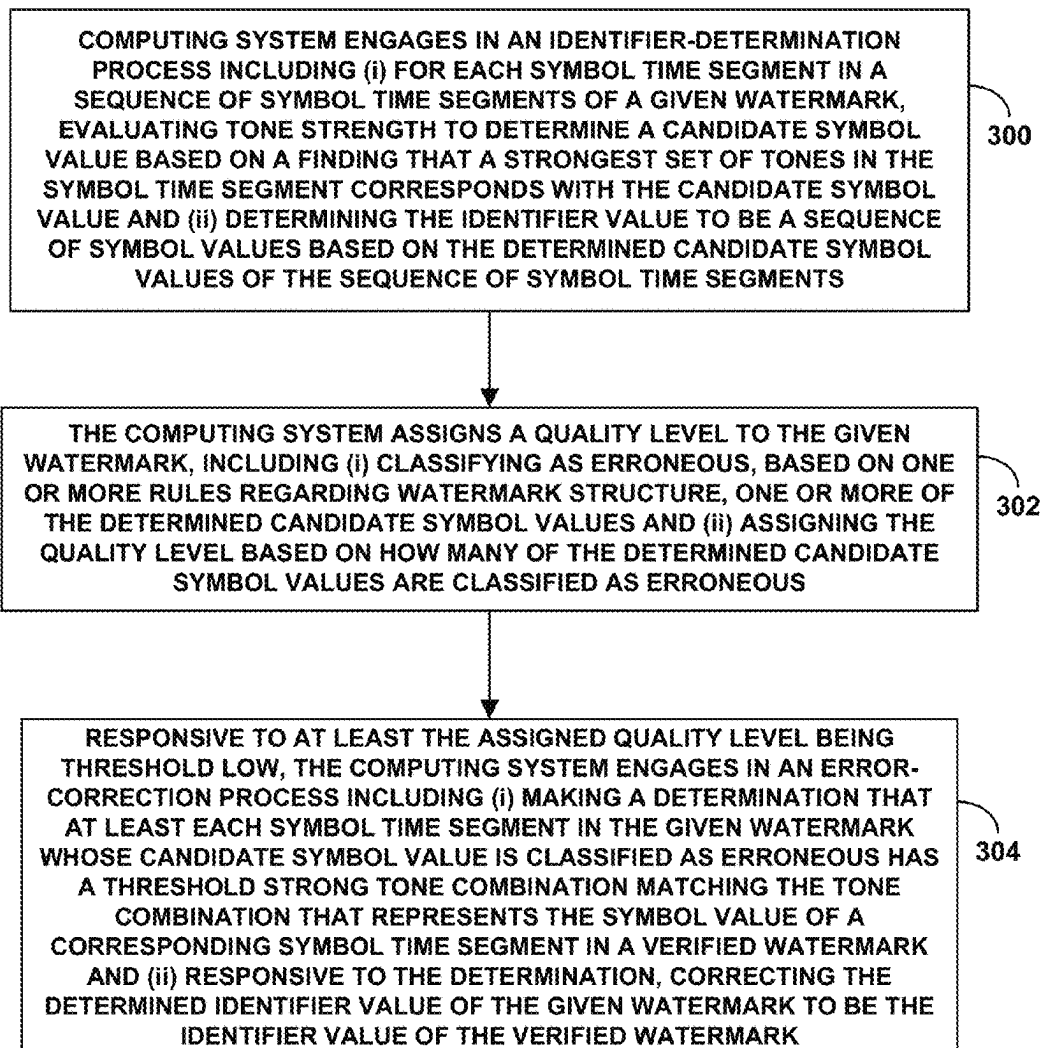 COMPUTING SYSTEM ENGAGES IN AN IDENTIFIER-DETERMINATION
PROCESS INCLUDING (i) FOR EACH SYMBOL TIME SEGMENT IN A
SEQUENCE OF SYMBOL TIME SEGMENTS OF A GIVEN WATERMARK,
EVALUATING TONE STRENGTH TO DETERMINE A CANDIDATE SYMBOL
VALUE BASED ON A FINDING THAT A STRONGEST SET OF TONES IN THE
SYMBOL TIME SEGMENT CORRESPONDS WITH THE CANDIDATE SYMBOL
VALUE AND (ii) DETERMINING THE IDENTIFIER VALUE TO BE A SEQUENCE
OF SYMBOL VALUES BASED ON THE DETERMINED CANDIDATE SYMBOL
VALUES OF THE SEQUENCE OF SYMBOL TIME SEGMENTS
300
THE COMPUTING SYSTEM ASSIGNS A QUALITY LEVEL TO THE GIVEN
WATERMARK, INCLUDING (i) CLASSIFYING AS ERRONEOUS, BASED ON ONE
OR MORE RULES REGARDING WATERMARK STRUCTURE, ONE OR MORE OF
THE DETERMINED CANDIDATE SYMBOL VALUES AND (ii) ASSIGNING THE
QUALITY LEVEL BASED ON HOW MANY OF THE DETERMINED CANDIDATE
SYMBOL VALUES ARE CLASSIFIED AS ERRONEOUS
302
RESPONSIVE TO AT LEAST THE ASSIGNED QUALITY LEVEL BEING
THRESHOLD LOW, THE COMPUTING SYSTEM ENGAGES IN AN ERROR-
CORRECTION PROCESS INCLUDING (i) MAKING A DETERMINATION THAT
AT LEAST EACH SYMBOL TIME SEGMENT IN THE GIVEN WATERMARK
WHOSE CANDIDATE SYMBOL VALUE IS CLASSIFIED AS ERRONEOUS HAS
A THRESHOLD STRONG TONE COMBINATION MATCHING THE TONE
COMBINATION THAT REPRESENTS THE SYMBOL VALUE OF A
CORRESPONDING SYMBOL TIME SEGMENT IN A VERIFIED WATERMARK
AND (ii) RESPONSIVE TO THE DETERMINATION, CORRECTING THE
DETERMINED IDENTIFIER VALUE OF THE GIVEN WATERMARK TO BE THE
IDENTIFIER VALUE OF THE VERIFIED WATERMARK
304